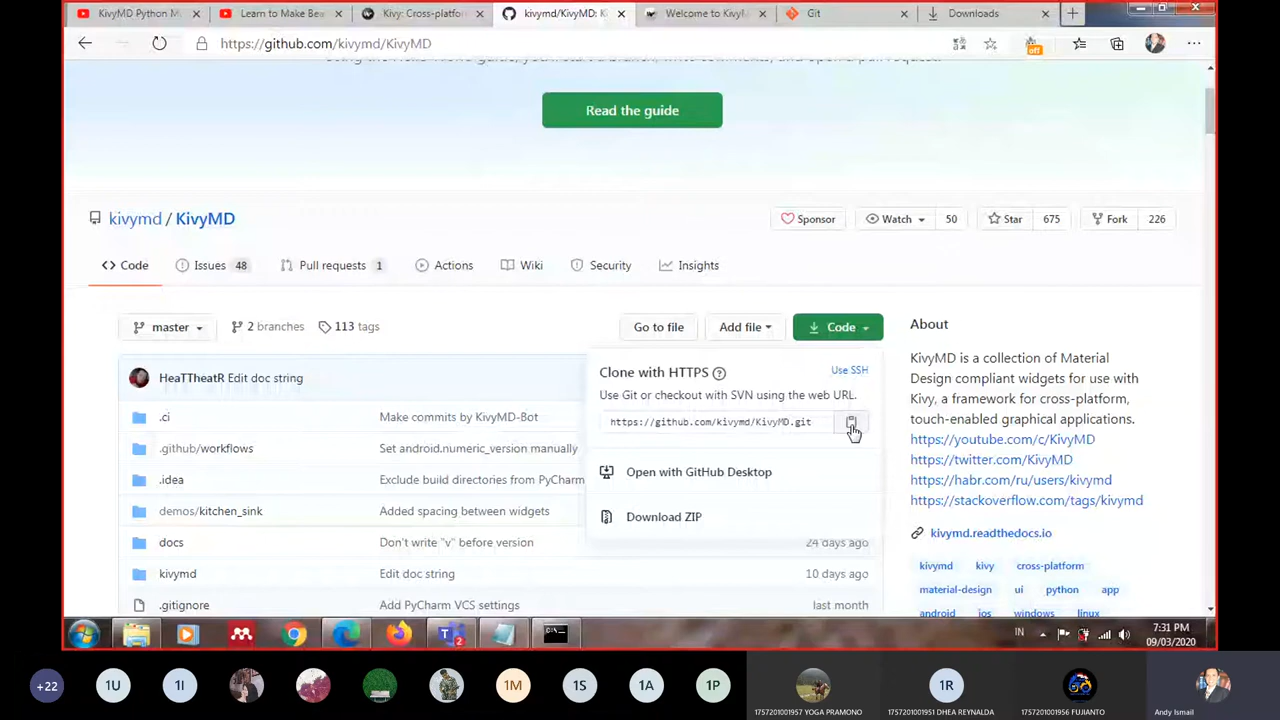 KivyMD Python M
Learn to Make Bea
Kivy: Cross-platfo
kivymd/KivyMD: K
Welcome to KivyM
Git
Downloads
https://github.com/kivymd/KivyMD
off
Read the guide
kivymd / KivyMD
Sponsor
Watch 50
Star 675
Fork 226
Code
Issues 48
Pull requests 1
Actions
Wiki
Security
Insights
master
2 branches
113 tags
Go to file
Add file
Code
HeaTTheatR Edit doc string
.ci
Make commits by KivyMD-Bot
.github/workflows
Set android.numeric_version manually
.idea
Exclude build directories from PyCharm
demos/kitchen_sink
Added spacing between widgets
docs
Don't write "v" before version
24 days ago
kivymd
Edit doc string
10 days ago
.gitignore
Add PyCharm VCS settings
last month
Clone with HTTPS
Use SSH
Use Git or checkout with SVN using the web URL.
https://github.com/kivymd/KivyMD.git
Open with GitHub Desktop
Download ZIP
About
KivyMD is a collection of Material
Design compliant widgets for use with
Kivy, a framework for cross-platform,
touch-enabled graphical applications.
https://youtube.com/c/KivyMD
https://twitter.com/KivyMD
https://habr.com/ru/users/kivymd
https://stackoverflow.com/tags/kivymd
kivymd.readthedocs.io
kivymd kivy cross-platform
material-design ui python app
android ios windows linux
IN
7:31 PM
09/03/2020
+22
1U
1I
1M
1S
1A
1P
1R
1757201001957 YOGA PRAMONO
1757201001951 DHEA REYNALDA
1757201001956 FUJIANTO
Andy Ismail